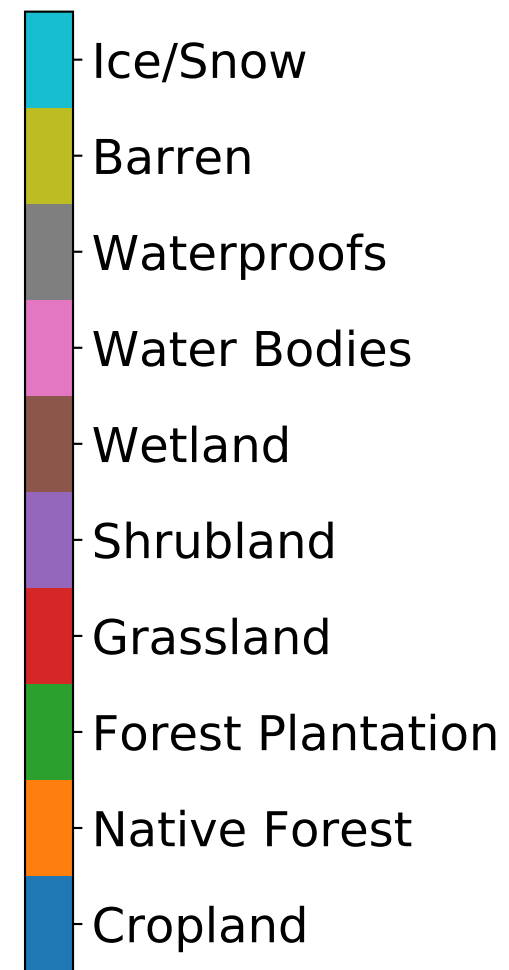 Ice/Snow
Barren
Waterproofs
Water Bodies
Wetland
Shrubland
Grassland
Forest Plantation
Native Forest
Cropland